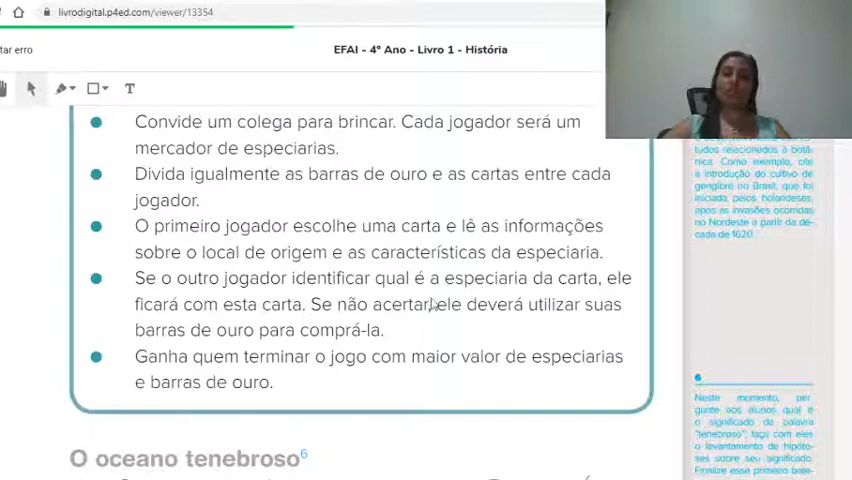 livrodigital.p4ed.com/viewer/13354
tar erro
EFAI - 4º Ano - Livro 1 - História
T
Convide um colega para brincar. Cada jogador será um
mercador de especiarias.
Divida igualmente as barras de ouro e as cartas entre cada
jogador.
O primeiro jogador escolhe uma carta e lê as informações
sobre o local de origem e as características da especiaria.
Se o outro jogador identificar qual é a especiaria da carta, ele
ficará com esta carta. Se não acertar, ele deverá utilizar suas
barras de ouro para comprá-la.
Ganha quem terminar o jogo com maior valor de especiarias
e barras de ouro.
O oceano tenebroso6
tudos relacionados à botâ-
nica. Como exemplo, cite
a introdução do cultivo de
gengibre no Brasil, que foi
iniciada pelos holandeses,
após as invasões ocorridas
no Nordeste a partir da dé-
cada de 1620.
6
Neste momento, per-
gunte aos alunos qual é
o significado da palavra
"tenebroso"; faça com eles
o levantamento de hipóte-
ses sobre seu significado.
Finalize esse primeiro bate-